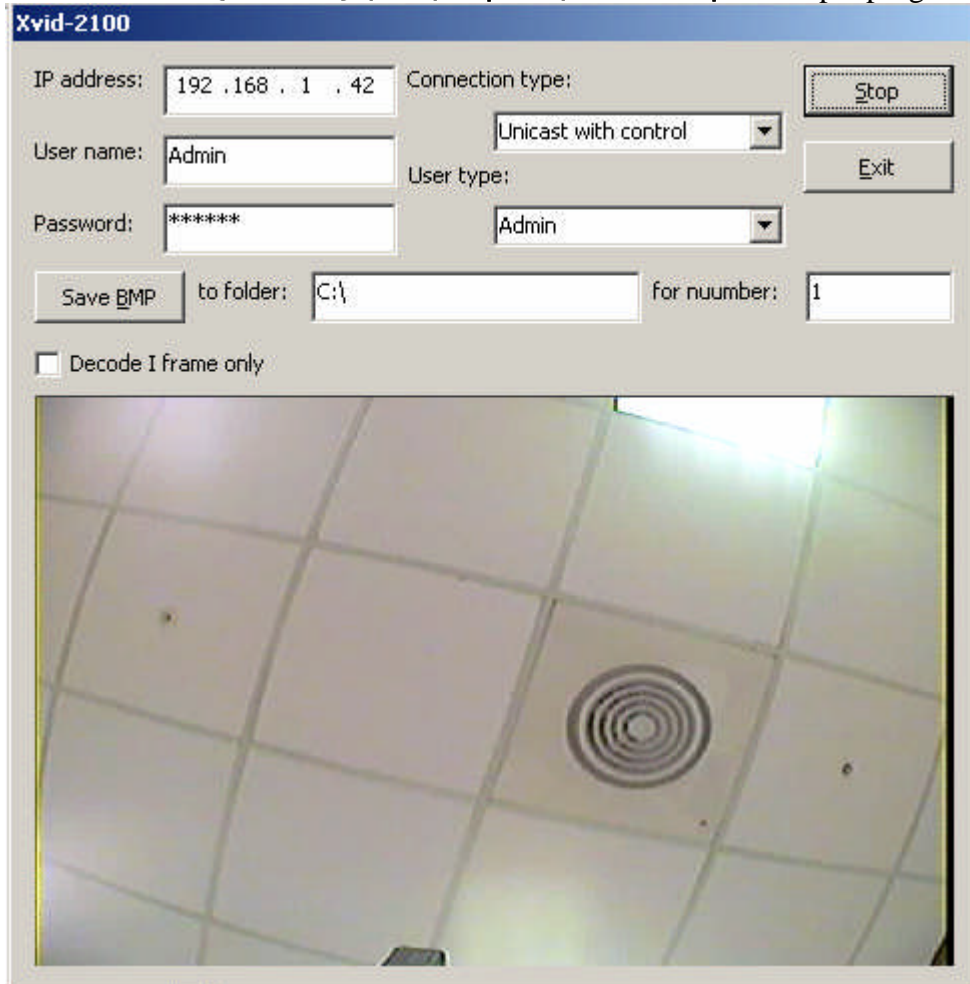 Xvid-2100
IP address: 192 .168 . 1 . 42 Connection type: Stop
Unicast with control
User name: Admin Exit
User type:
Password: ****** Admin
Save BMP to folder: C:\ for nuumber: 1
Decode I frame only